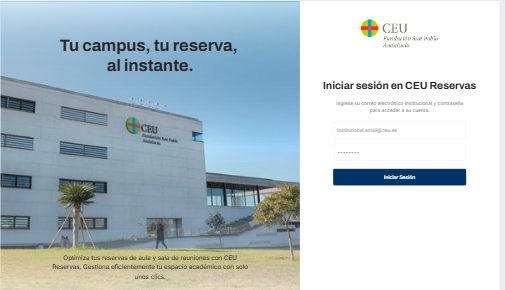 Tu campus, tu reserva,
al instante.
CEU
Fundación San Pablo
Andalucía
Optimiza tus reservas de aula y sala de reuniones con CEU
Reservas, Gestiona eficientemente tu espacio académico con solo
unos clics.
CEU
Fundación San Pablo
Andalucía
Iniciar sesión en CEU Reservas
Ingrese su correo electrónico institucional y contraseña
para acceder a su cuenta.
institutional.email@ceu.es
••••••••
Iniciar Sesión